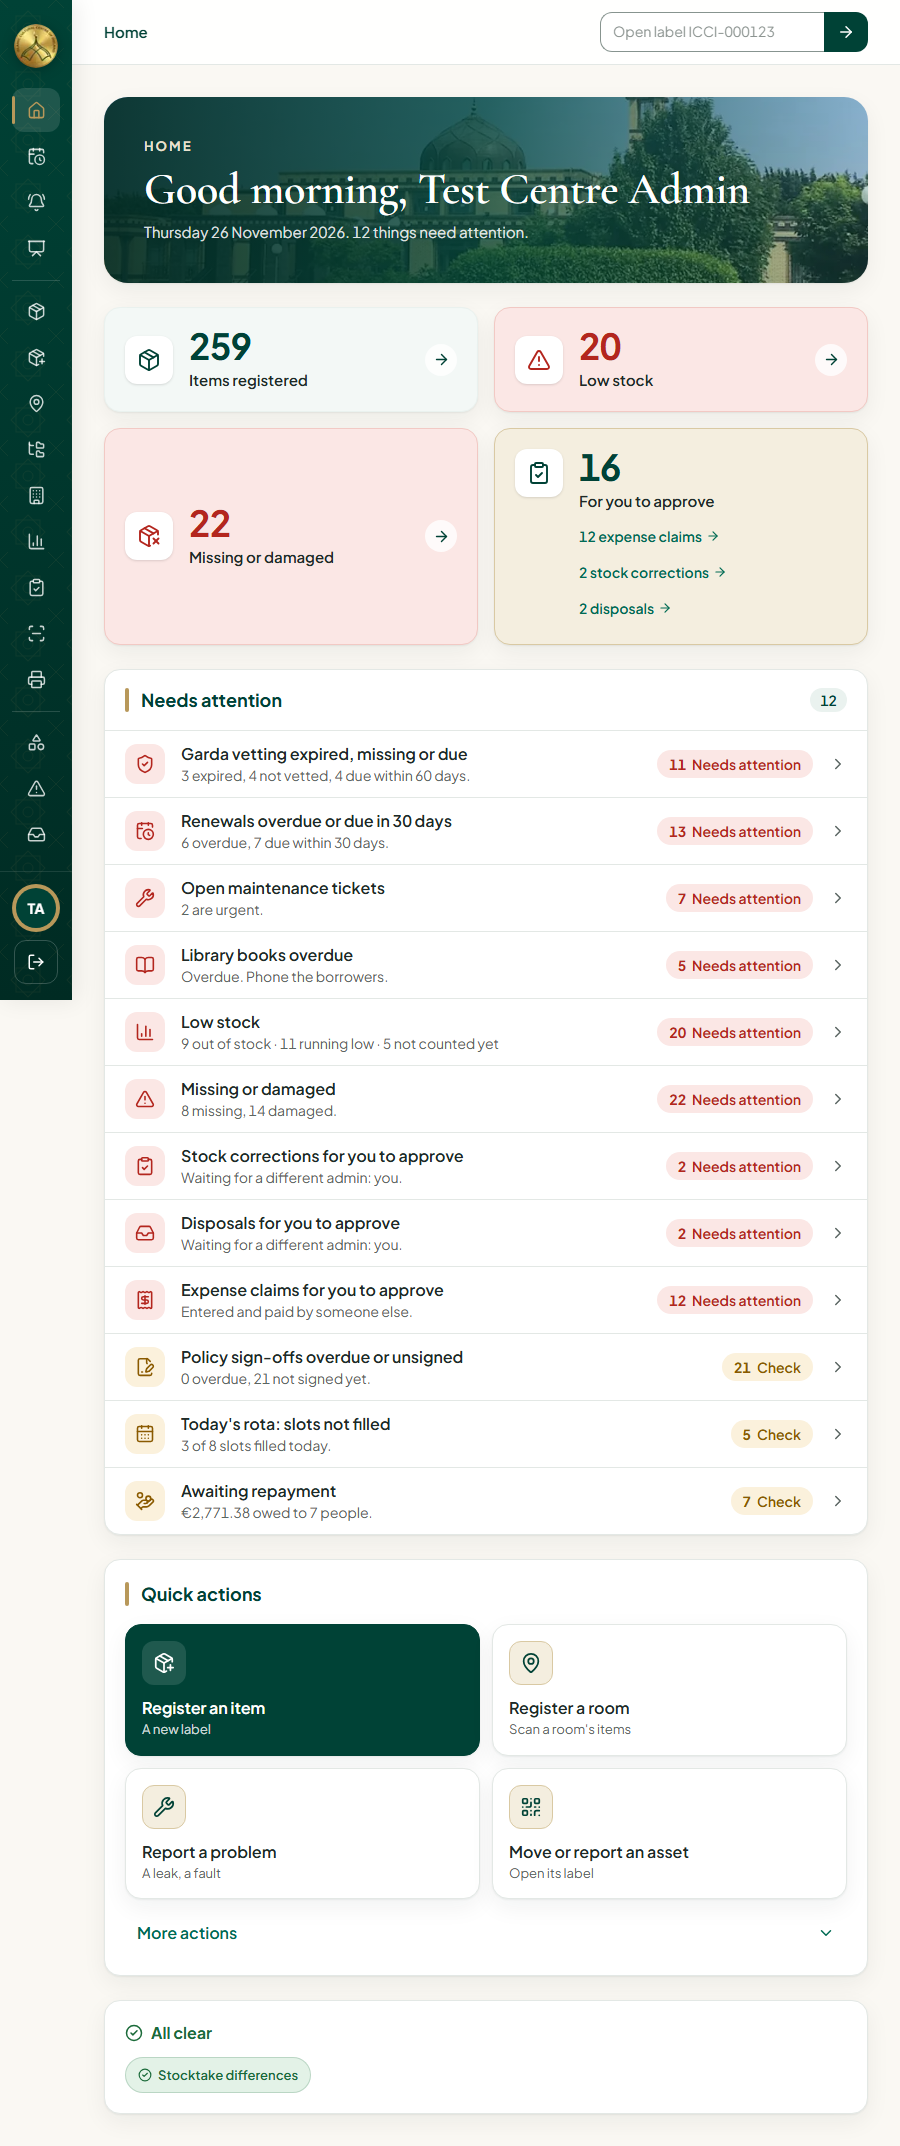 Home
Open label ICCI-000123
HOME
Good morning, Test Centre Admin
Thursday 26 November 2026. 12 things need attention.
259
Items registered
20
Low stock
22
Missing or damaged
16
For you to approve
12 expense claims
2 stock corrections
2 disposals
Needs attention
12
Garda vetting expired, missing or due
3 expired, 4 not vetted, 4 due within 60 days.
11 Needs attention
Renewals overdue or due in 30 days
6 overdue, 7 due within 30 days.
13 Needs attention
Open maintenance tickets
2 are urgent.
7 Needs attention
Library books overdue
Overdue. Phone the borrowers.
5 Needs attention
Low stock
9 out of stock · 11 running low · 5 not counted yet
20 Needs attention
Missing or damaged
8 missing, 14 damaged.
22 Needs attention
Stock corrections for you to approve
Waiting for a different admin: you.
2 Needs attention
Disposals for you to approve
Waiting for a different admin: you.
2 Needs attention
Expense claims for you to approve
Entered and paid by someone else.
12 Needs attention
Policy sign-offs overdue or unsigned
0 overdue, 21 not signed yet.
21 Check
Today's rota: slots not filled
3 of 8 slots filled today.
5 Check
Awaiting repayment
€2,771.38 owed to 7 people.
7 Check
TA
Quick actions
Register an item
A new label
Register a room
Scan a room's items
Report a problem
A leak, a fault
Move or report an asset
Open its label
More actions
All clear
Stocktake differences